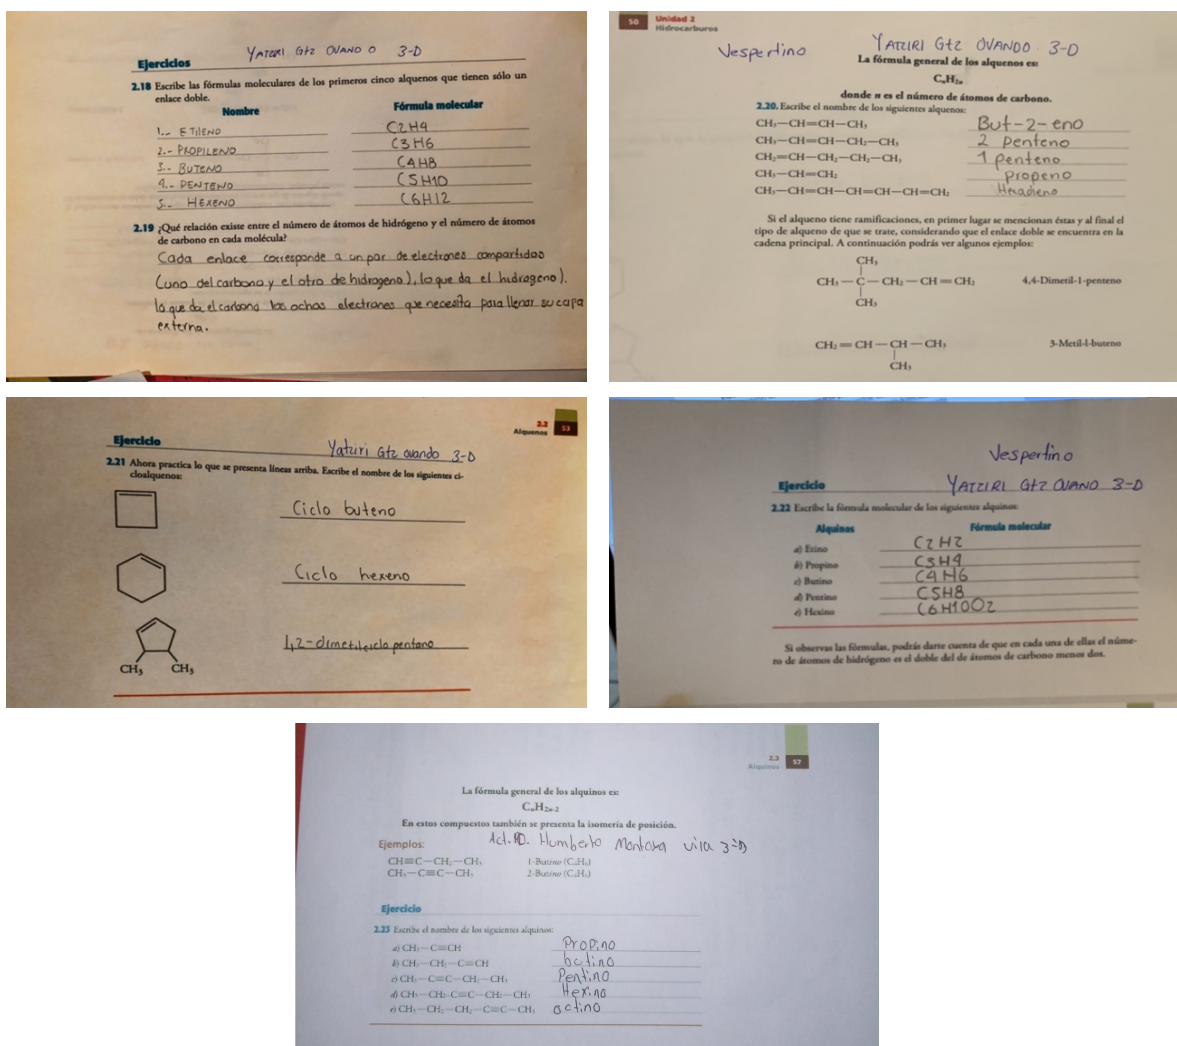 YATZIRI Gtz OVANDO O 3-D
Ejercicios
2.18 Escribe las fórmulas moleculares de los primeros cinco alquenos que tienen sólo un
enlace doble.
Nombre Fórmula molecular
1.- ETILENO C2H4
2.- PROPILENO C3H6
3.- BUTENO C4H8
4.- PENTENO C5H10
5.- HEXENO C6H12
2.19 ¿Qué relación existe entre el número de átomos de hidrógeno y el número de átomos
de carbono en cada molécula?
Cada enlace corresponde a un par de electrones compartidos
(uno del carbono y el otro de hidrogeno), lo que da el hidrogeno).
lo que da el carbono los ochos electrones que necesita para llenar su capa
externa.
50 Unidad 2
Hidrocarburos
Vespertino YATZIRI Gtz OVANDO. 3-D
La fórmula general de los alquenos es:
CₙH₂ₙ
donde n es el número de átomos de carbono.
2.20. Escribe el nombre de los siguientes alquenos:
CH₃—CH=CH—CH₃ But-2-eno
CH₃—CH=CH—CH₂—CH₃ 2 penteno
CH₂=CH—CH₂—CH₂—CH₃ 1 penteno
CH₃—CH=CH₂ propeno
CH₃—CH=CH—CH=CH—CH=CH₂ Hexadieno
Si el alqueno tiene ramificaciones, en primer lugar se mencionan éstas y al final el
tipo de alqueno de que se trate, considerando que el enlace doble se encuentra en la
cadena principal. A continuación podrás ver algunos ejemplos:
CH₃
CH₃—C—CH₂—CH=CH₂ 4,4-Dimetil-1-penteno
CH₃
CH₂=CH—CH—CH₃ 3-Metil-1-buteno
CH₃
2.2
Alquenos 53
Ejercicio Yatziri Gtz ovando 3-D
2.21 Ahora practica lo que se presenta líneas arriba. Escribe el nombre de los siguientes ci-
cloalquenos:
Ciclo buteno
Ciclo hexeno
1,2-dimetilciclo pentano
CH₃ CH₃
Vespertino
Ejercicio YATZIRI Gtz OVANO 3-D
2.22 Escribe la fórmula molecular de los siguientes alquinos:
Alquinos Fórmula molecular
a) Etino C2H2
b) Propino C3H4
c) Butino C4H6
d) Pentino C5H8
e) Hexino C6H10O2
Si observas las fórmulas, podrás darte cuenta de que en cada una de ellas el núme-
ro de átomos de hidrógeno es el doble del de átomos de carbono menos dos.
2.3
Alquinos 57
La fórmula general de los alquinos es:
CₙH₂ₙ₋₂
En estos compuestos también se presenta la isomería de posición.
Ejemplos: Act. 10. Humberto Montoya vila 3-D
CH≡C—CH₂—CH₃ 1-Butino (C₄H₆)
CH₃—C≡C—CH₃ 2-Butino (C₄H₆)
Ejercicio
2.23 Escribe el nombre de los siguientes alquinos:
a) CH₃—C≡CH Propino
b) CH₃—CH₂—C≡CH butino
c) CH₃—C≡C—CH₂—CH₃ Pentino
d) CH₃—CH₂—C≡C—CH₂—CH₃ Hexino
e) CH₃—CH₂—CH₂—C≡C—CH₃ octino